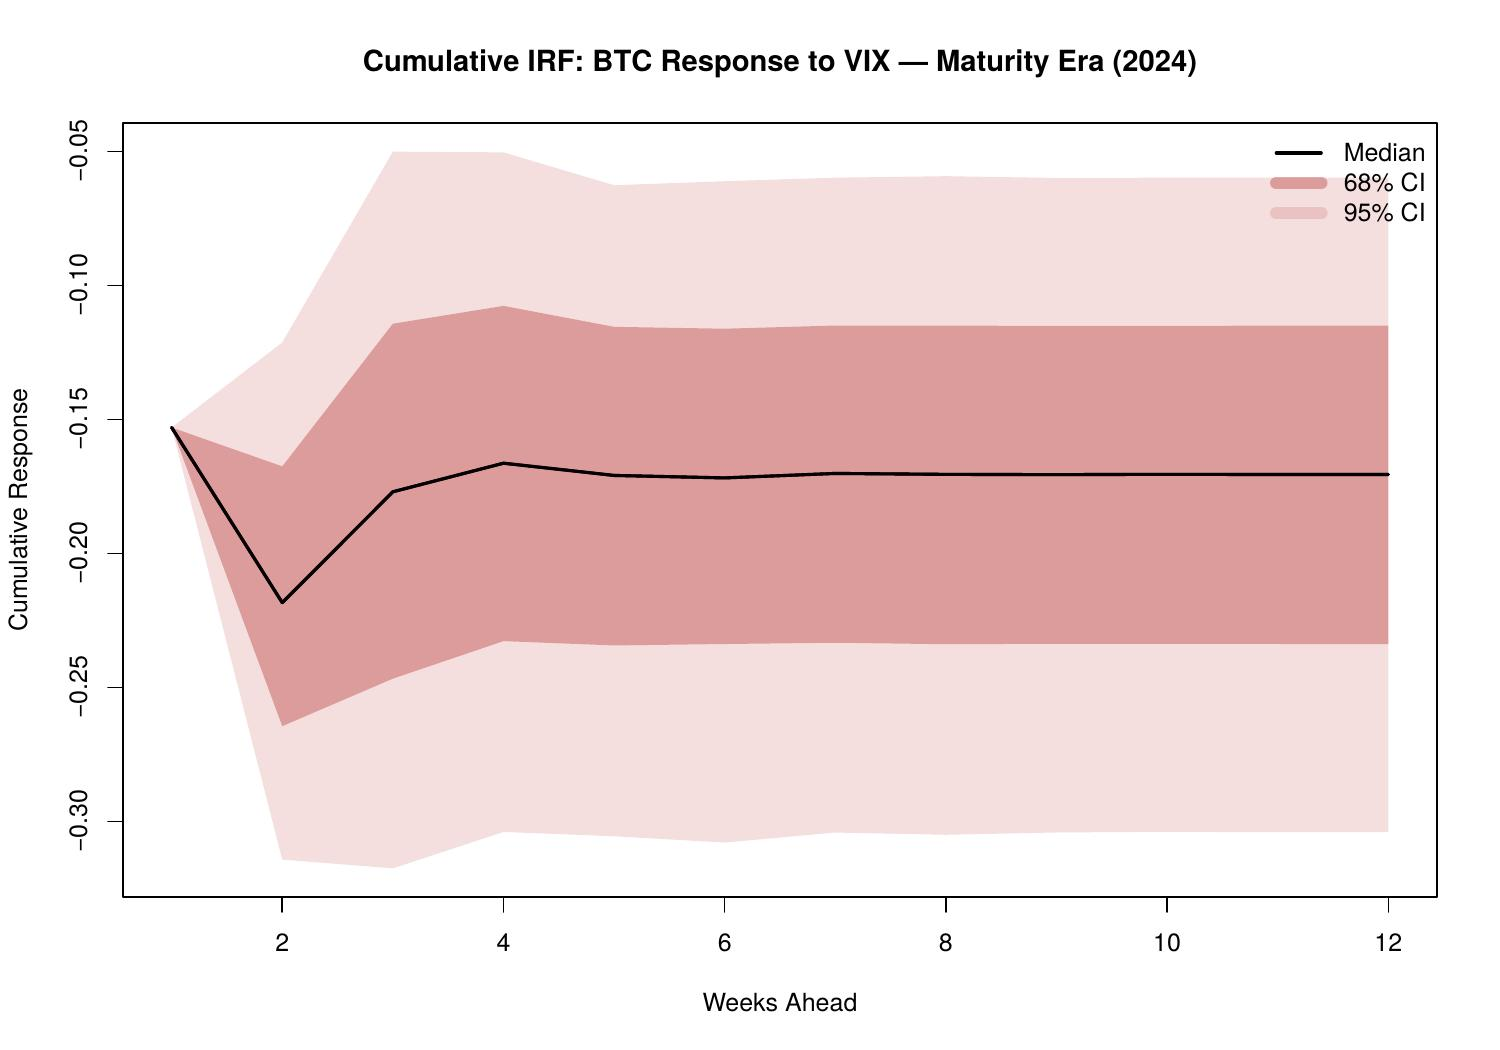 Cumulative IRF: BTC Response to VIX — Maturity Era (2024)
Median
68% CI
95% CI
Cumulative Response
−0.05
−0.10
−0.15
−0.20
−0.25
−0.30
2 4 6 8 10 12
Weeks Ahead